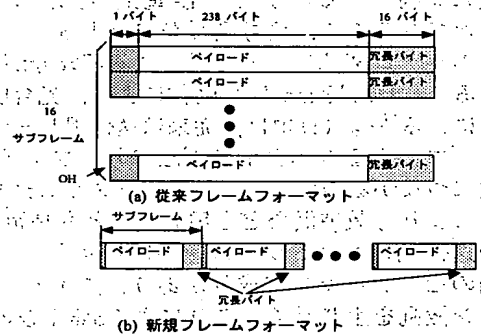 1 バイト 238 バイト 16 バイト
ペイロード 冗長バイト
ペイロード 冗長バイト
16
サブフレーム
OH
ペイロード 冗長バイト
(a) 従来フレームフォーマット
サブフレーム
ペイロード ペイロード ペイロード
冗長バイト
(b) 新規フレームフォーマット